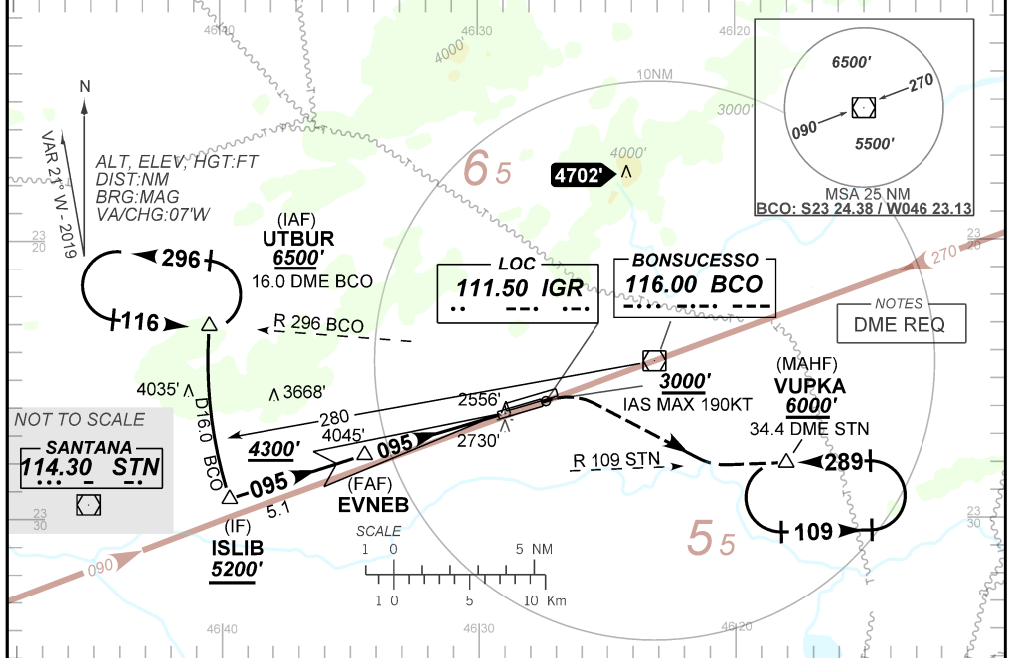 46:40
46:30
46:20
4000'
10NM
3000'
6500'
270
090
5500'
MSA 25 NM
BCO: S23 24.38 / W046 23.13
N
VAR 21° W - 2019
ALT, ELEV, HGT:FT
DIST:NM
BRG:MAG
VA/CHG:07'W
65
4000'
4702'
23
20
23
20
(IAF)
UTBUR
6500'
16.0 DME BCO
296
116
R 296 BCO
LOC
111.50 IGR
.. --. .-.
BONSUCESSO
116.00 BCO
-... -.-. ---
270
NOTES
DME REQ
4035'
3668'
D16.0 BCO
280
4300'
4045'
2556'
2730'
3000'
IAS MAX 190KT
(MAHF)
VUPKA
6000'
34.4 DME STN
NOT TO SCALE
SANTANA
114.30 STN
... - -.
095
5.1
095
(FAF)
EVNEB
R 109 STN
289
109
23
30
23
30
(IF)
ISLIB
5200'
090
SCALE
1 0 5 NM
1 0 5 10 Km
55
46:40
46:30
46:20